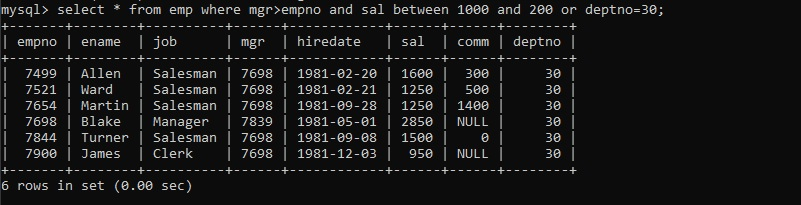 mysql> select * from emp where mgr>empno and sal between 1000 and 200 or deptno=30;
+-------+--------+----------+------+------------+------+------+--------+
| empno | ename  | job      | mgr  | hiredate   | sal  | comm | deptno |
+-------+--------+----------+------+------------+------+------+--------+
|  7499 | Allen  | Salesman | 7698 | 1981-02-20 | 1600 |  300 |     30 |
|  7521 | Ward   | Salesman | 7698 | 1981-02-21 | 1250 |  500 |     30 |
|  7654 | Martin | Salesman | 7698 | 1981-09-28 | 1250 | 1400 |     30 |
|  7698 | Blake  | Manager  | 7839 | 1981-05-01 | 2850 | NULL |     30 |
|  7844 | Turner | Salesman | 7698 | 1981-09-08 | 1500 |    0 |     30 |
|  7900 | James  | Clerk    | 7698 | 1981-12-03 |  950 | NULL |     30 |
+-------+--------+----------+------+------------+------+------+--------+
6 rows in set (0.00 sec)